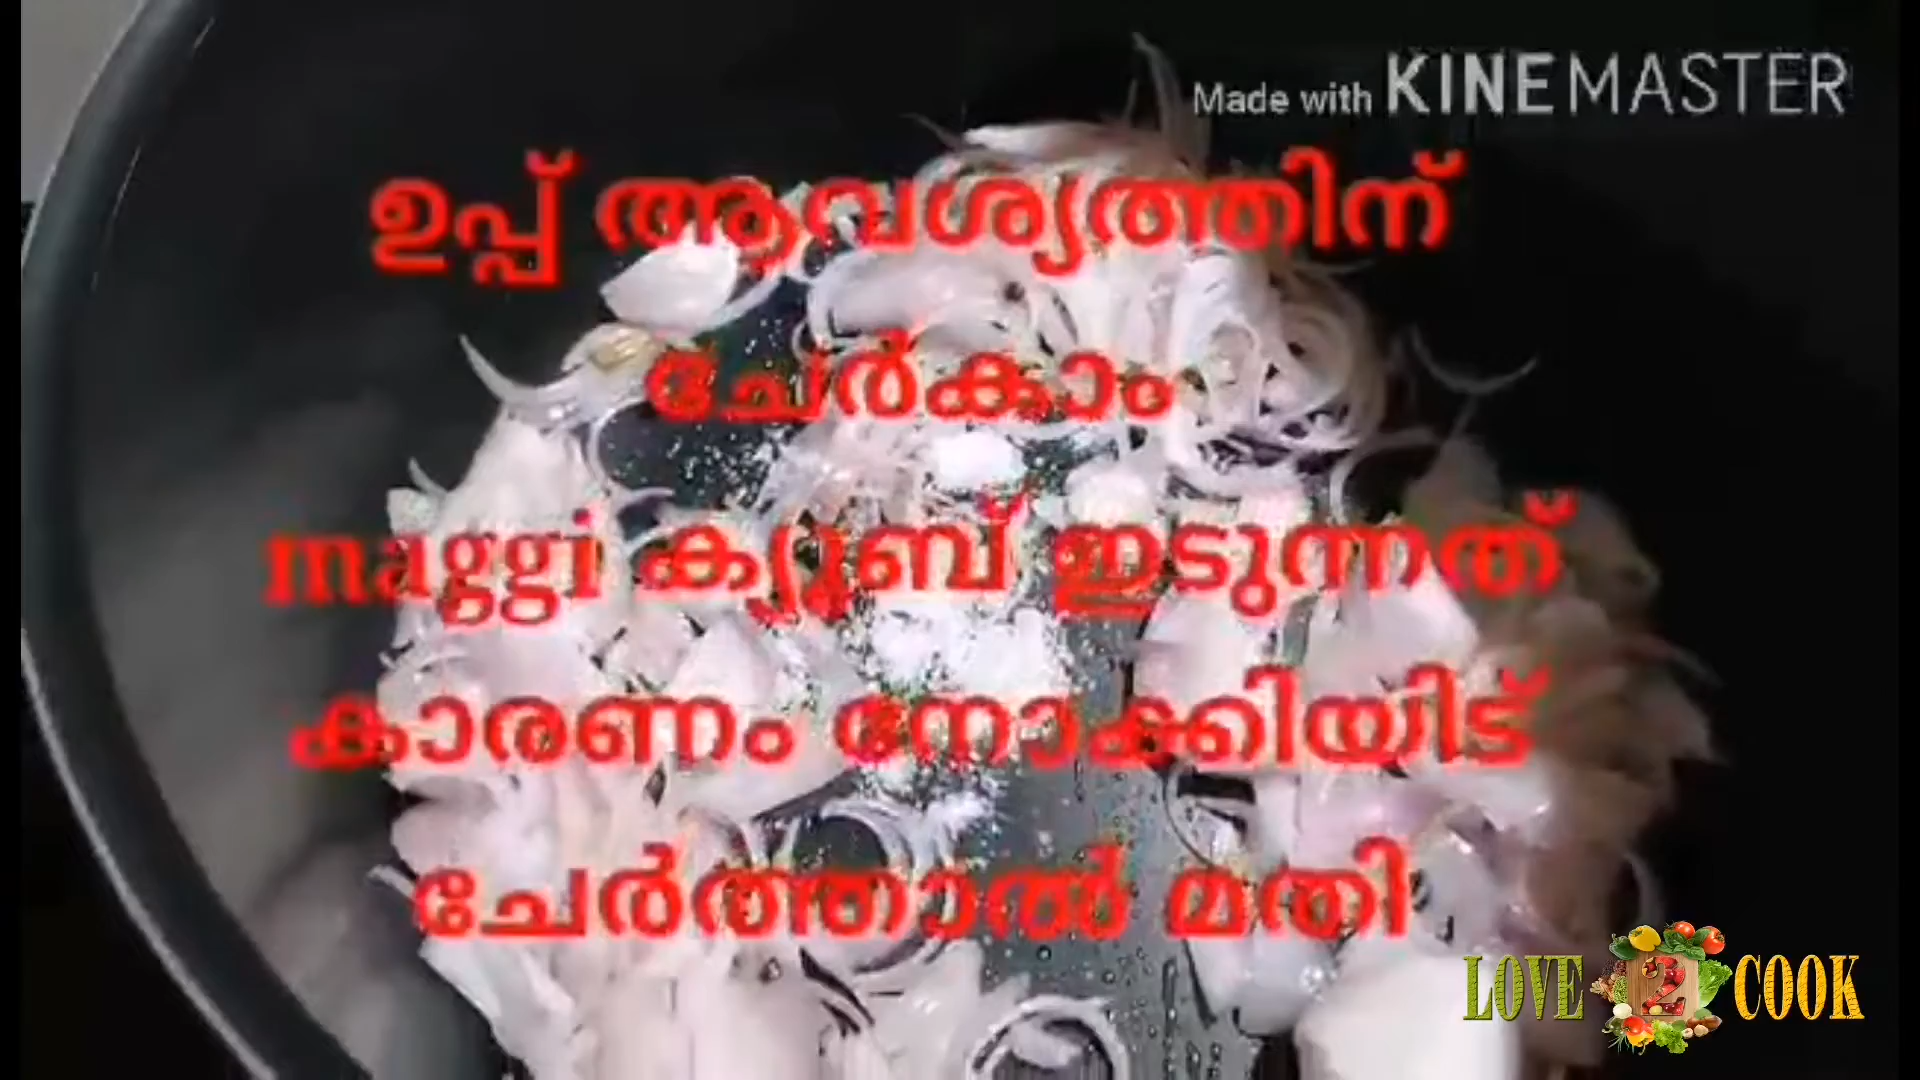 Made with KINEMASTER
ഉപ്പ് ആവശ്യത്തിന്
ചേർകാം
maggi ക്യൂബ് ഇടുന്നത്
കാരണം നോക്കിയിട്
ചേർത്താൽ മതി
LOVE 2 COOK